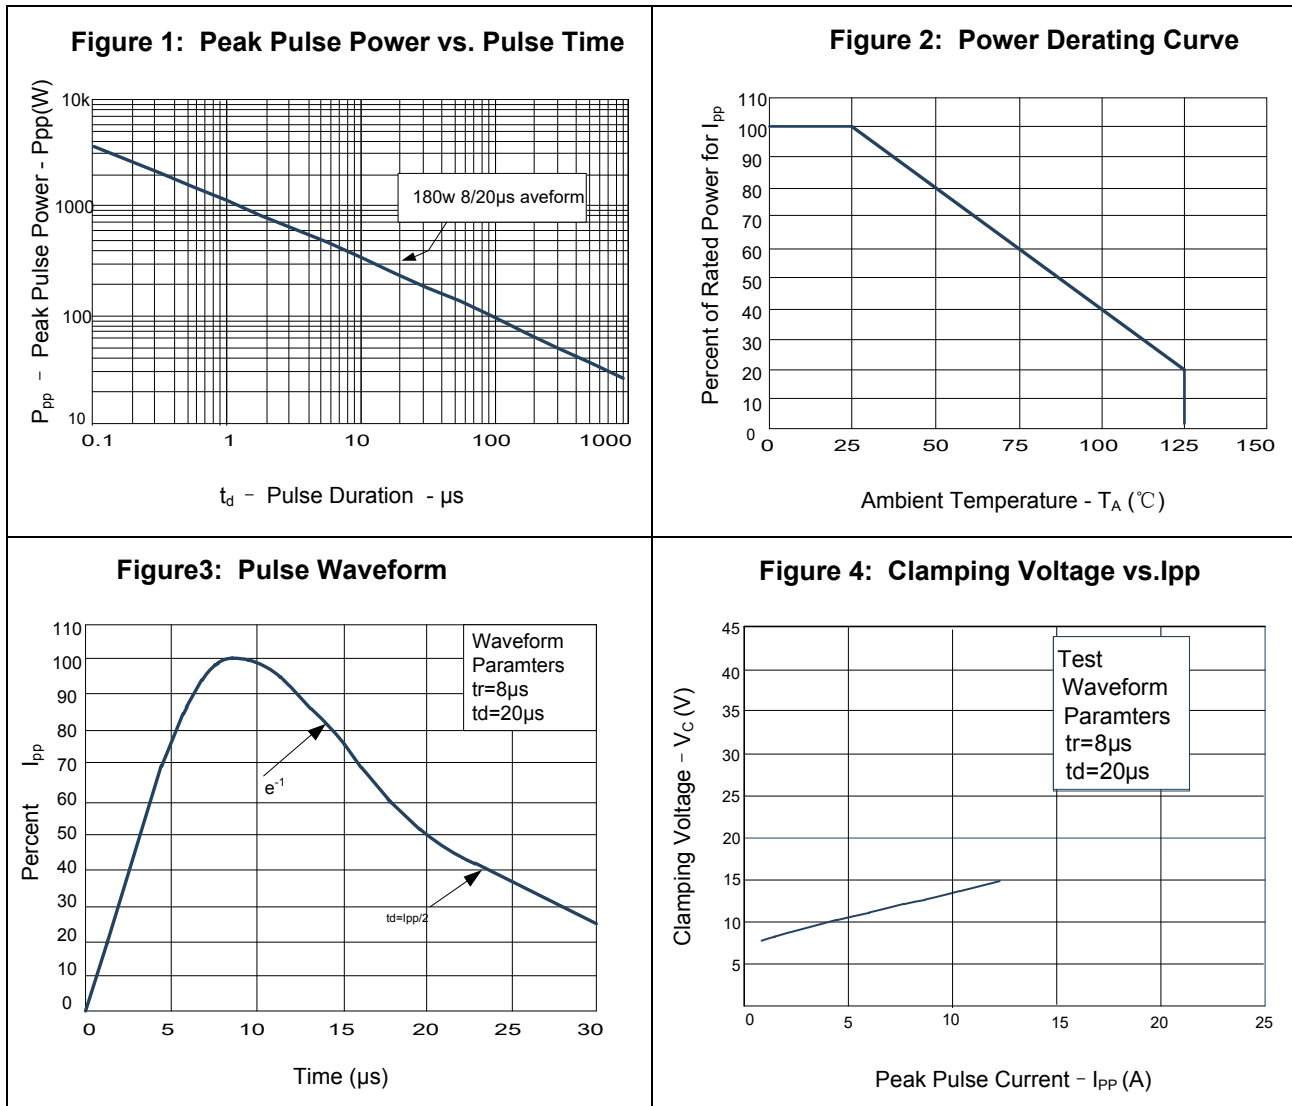 Figure 1: Peak Pulse Power vs. Pulse Time
10k
1000
100
10
Ppp – Peak Pulse Power - Ppp(W)
180w 8/20µs aveform
0.1 1 10 100 1000
td – Pulse Duration - µs
Figure 2: Power Derating Curve
110
100
90
80
70
60
50
40
30
20
10
0
Percent of Rated Power for Ipp
0 25 50 75 100 125 150
Ambient Temperature - TA (℃)
Figure3: Pulse Waveform
110
100
90
80
70
60
50
40
30
20
10
0
Percent Ipp
Waveform
Paramters
tr=8µs
td=20µs
e-1
td=Ipp/2
0 5 10 15 20 25 30
Time (µs)
Figure 4: Clamping Voltage vs.Ipp
45
40
35
30
25
20
15
10
5
Clamping Voltage – VC (V)
Test
Waveform
Paramters
tr=8µs
td=20µs
0 5 10 15 20 25
Peak Pulse Current – IPP (A)